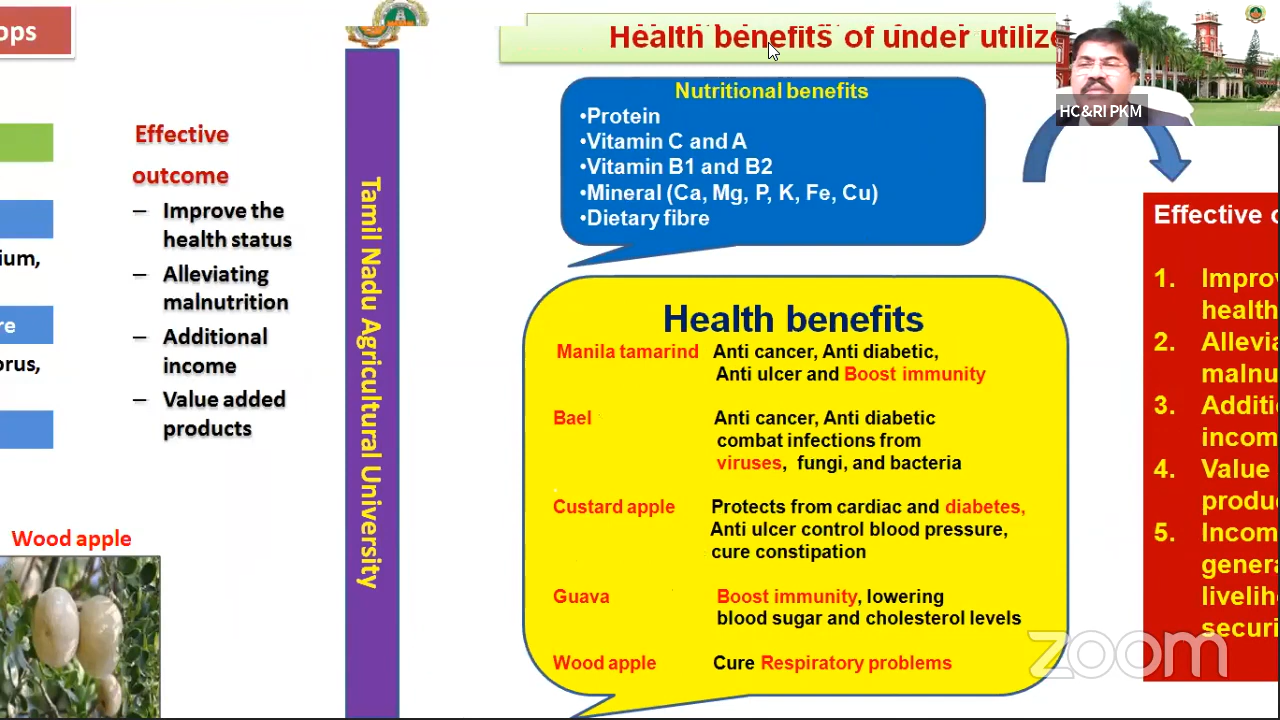 ops
ium,
re
orus,
Effective
outcome
– Improve the
health status
– Alleviating
malnutrition
– Additional
income
– Value added
products
Wood apple
Tamil Nadu Agricultural University
Health benefits of under utilize
HC&RI PKM
Nutritional benefits
•Protein
•Vitamin C and A
•Vitamin B1 and B2
•Mineral (Ca, Mg, P, K, Fe, Cu)
•Dietary fibre
Health benefits
Manila tamarind Anti cancer, Anti diabetic,
Anti ulcer and Boost immunity
Bael Anti cancer, Anti diabetic
combat infections from
viruses, fungi, and bacteria
Custard apple Protects from cardiac and diabetes,
Anti ulcer control blood pressure,
cure constipation
Guava Boost immunity, lowering
blood sugar and cholesterol levels
Wood apple Cure Respiratory problems
Effective o
1. Improv
health
2. Allevia
malnu
3. Additi
incom
4. Value
produ
5. Incom
genera
livelih
securi
zoom